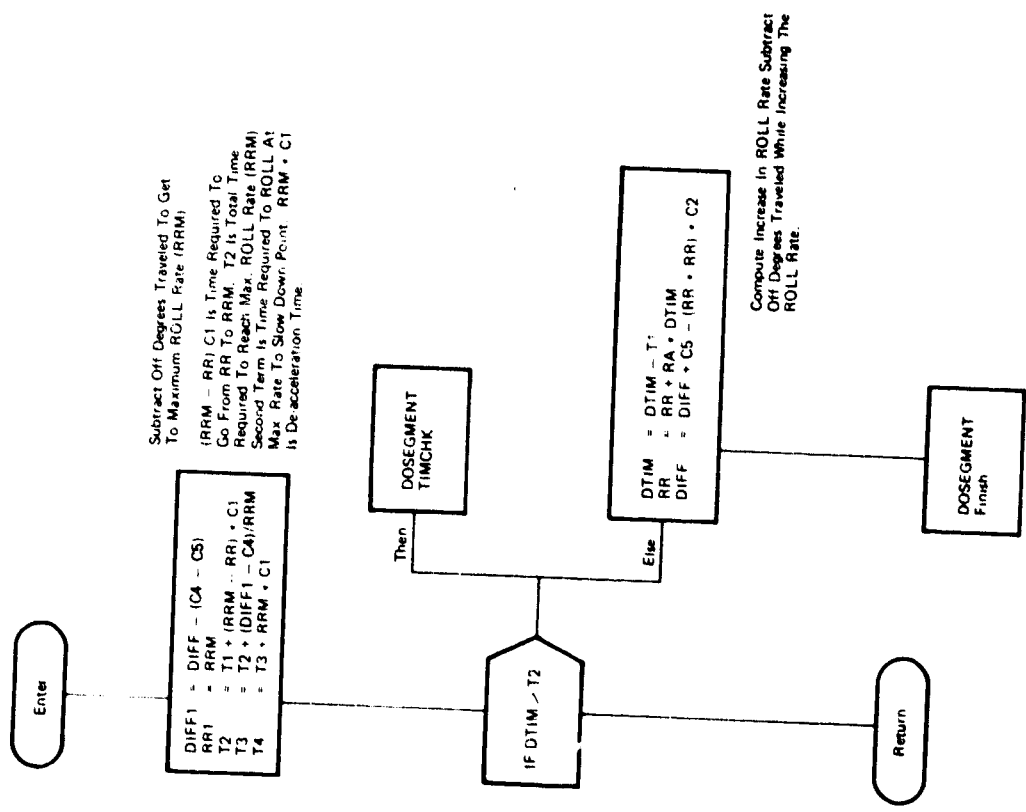 Enter
DIFF1 = DIFF - (C4 - C5)
RR1 = RRM
T2 = T1 + (RRM - RR) * C1
T3 = T2 + (DIFF1 - C4)/RRM
T4 = T3 + RRM * C1
Subtract Off Degrees Traveled To Get
To Maximum ROLL Rate (RRM)
(RRM - RR) C1 Is Time Required To
Go From RR To RRM. T2 Is Total Time
Required To Reach Max. ROLL Rate (RRM)
Second Term Is Time Required To ROLL At
Max Rate To Slow Down Point. RRM * C1
Is De-acceleration Time
IF DTIM > T2
Then
DOSEGMENT
TIMCHK
Else
DTIM = DTIM - T1
RR = RR + RA * DTIM
DIFF = DIFF + C5 - (RR * RR) * C2
Compute Increase In ROLL Rate Subtract
Off Degrees Traveled While Increasing The
ROLL Rate.
DOSEGMENT
Finish
Return